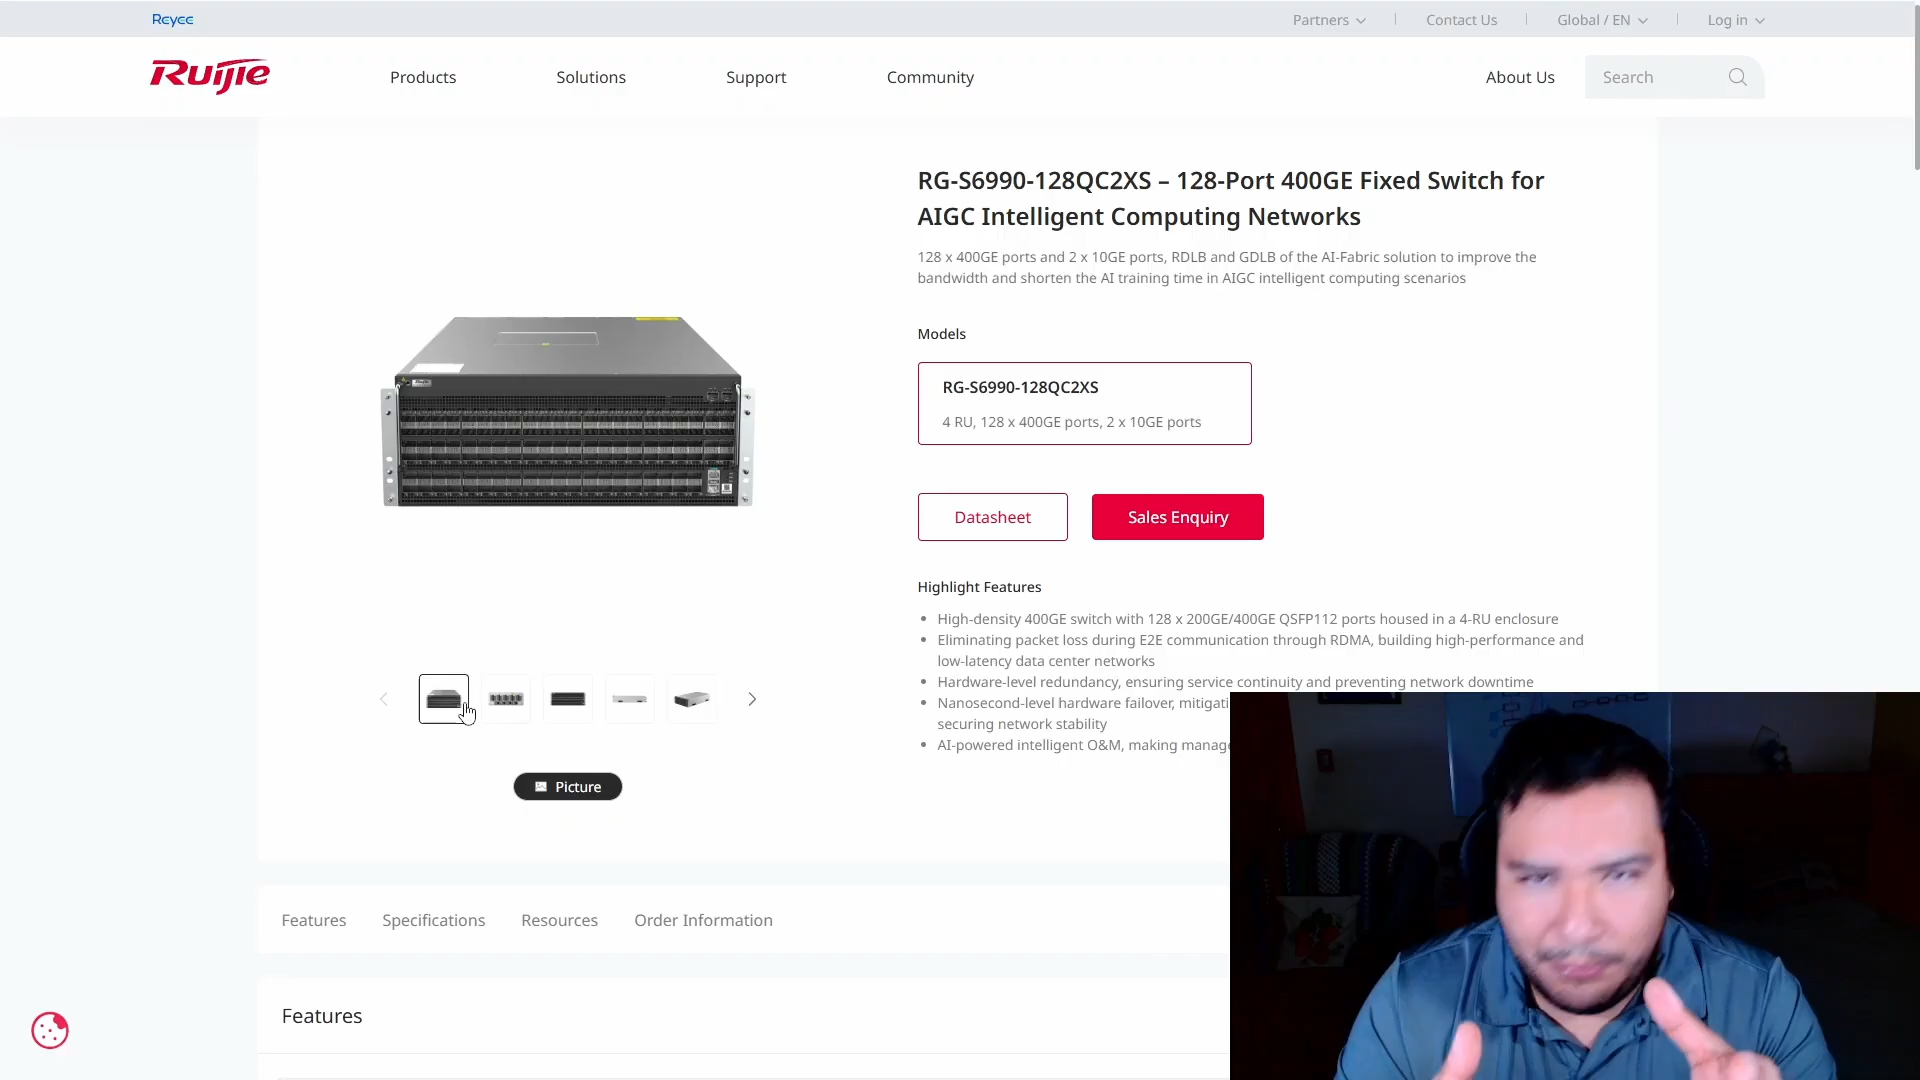 Reyee
Partners
Contact Us
Global / EN
Log in
Ruijie
Products
Solutions
Support
Community
About Us
Search
RG-S6990-128QC2XS – 128-Port 400GE Fixed Switch for
AIGC Intelligent Computing Networks
128 x 400GE ports and 2 x 10GE ports, RDLB and GDLB of the AI-Fabric solution to improve the
bandwidth and shorten the AI training time in AIGC intelligent computing scenarios
Models
RG-S6990-128QC2XS
4 RU, 128 x 400GE ports, 2 x 10GE ports
Datasheet
Sales Enquiry
Highlight Features
High-density 400GE switch with 128 x 200GE/400GE QSFP112 ports housed in a 4-RU enclosure
Eliminating packet loss during E2E communication through RDMA, building high-performance and
low-latency data center networks
Hardware-level redundancy, ensuring service continuity and preventing network downtime
Nanosecond-level hardware failover, mitigati
securing network stability
AI-powered intelligent O&M, making manage
Picture
Features
Specifications
Resources
Order Information
Features